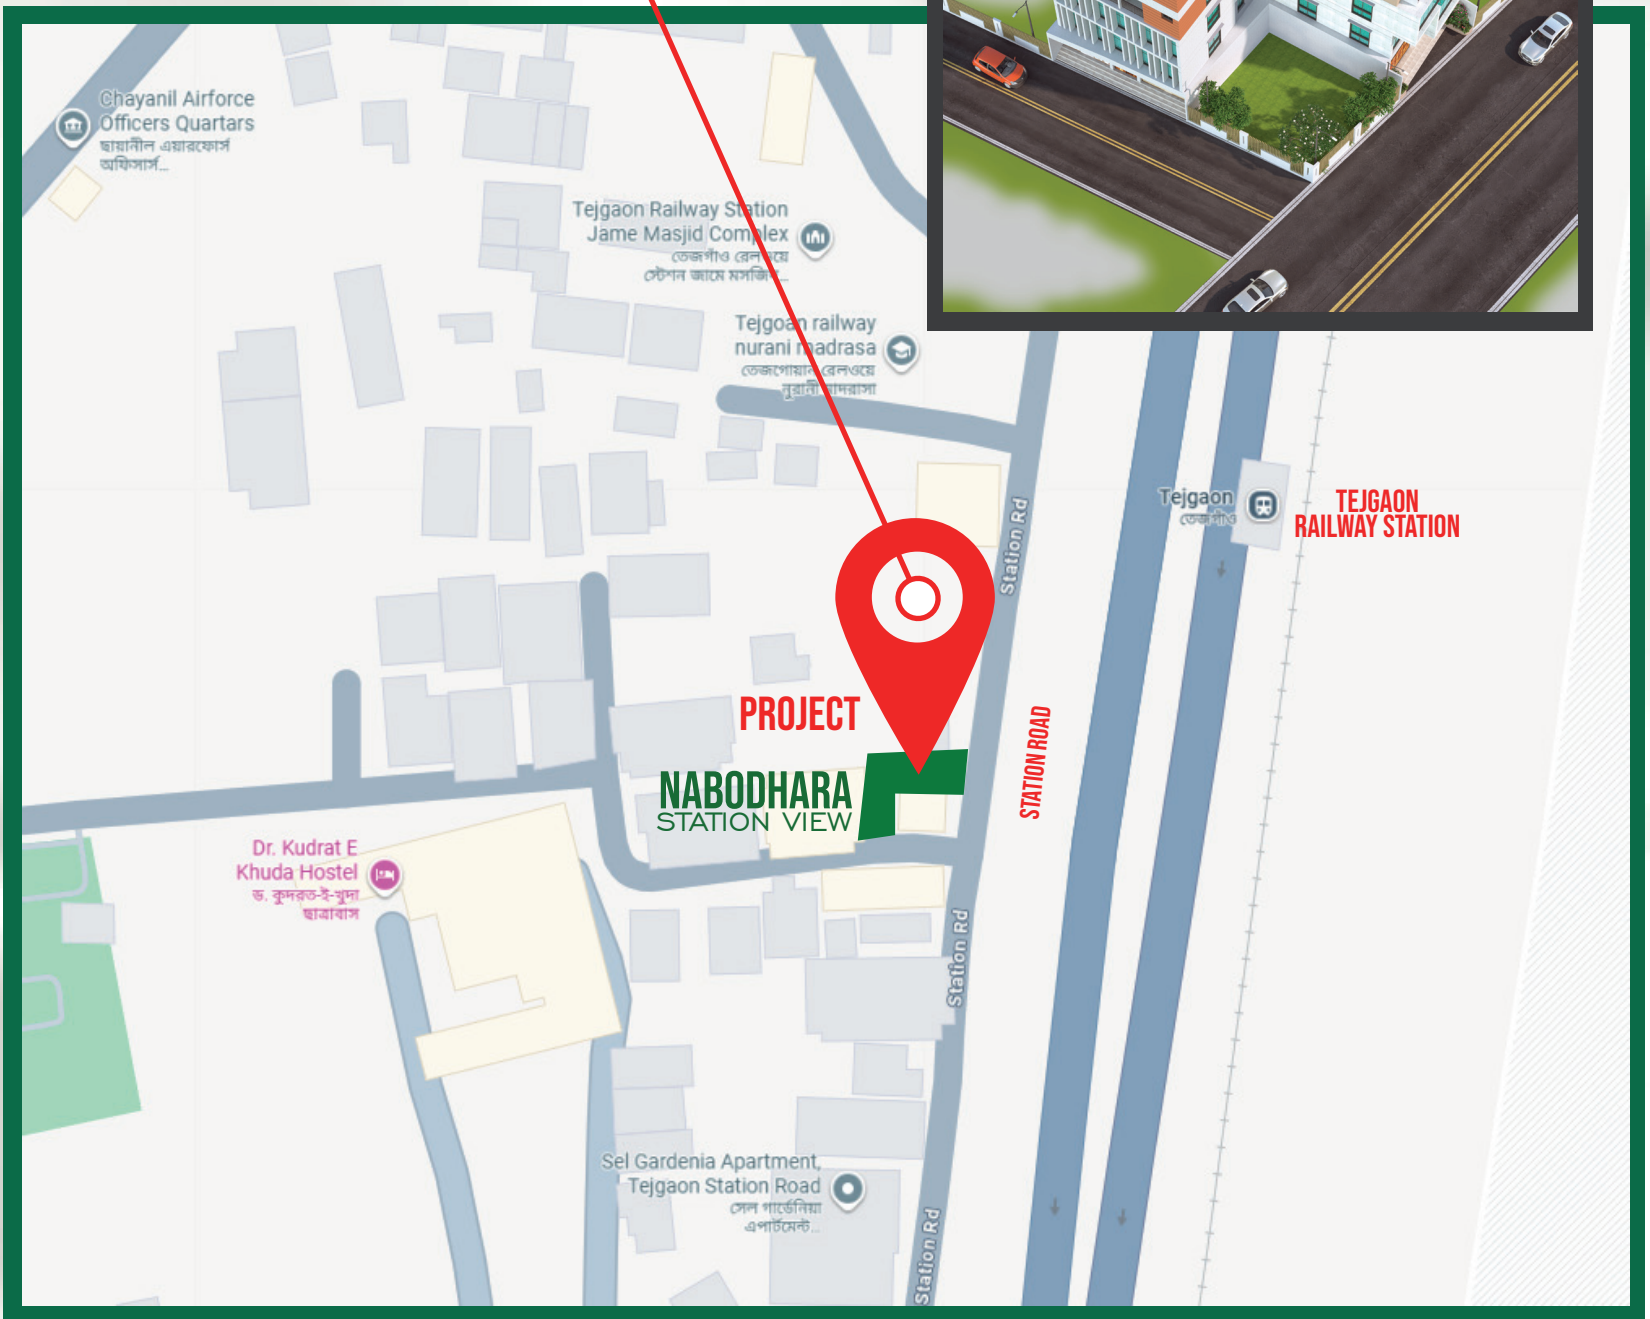 Chayanil Airforce
Officers Quartars
ছায়ানীল এয়ারফোর্স
অফিসার্স...
Tejgaon Railway Station
Jame Masjid Complex
তেজগাঁও রেলওয়ে
স্টেশন জামে মসজিদ...
Tejgoan railway
nurani madrasa
তেজগোয়ান রেলওয়ে
নূরানী মাদরাসা
Station Rd
Tejgaon
তেজগাঁও
TEJGAON
RAILWAY STATION
PROJECT
NABODHARA
STATION VIEW
STATION ROAD
Dr. Kudrat E
Khuda Hostel
ড. কুদরত-ই-খুদা
ছাত্রাবাস
Station Rd
Sel Gardenia Apartment,
Tejgaon Station Road
সেল গার্ডেনিয়া
এপার্টমেন্ট...
Station Rd